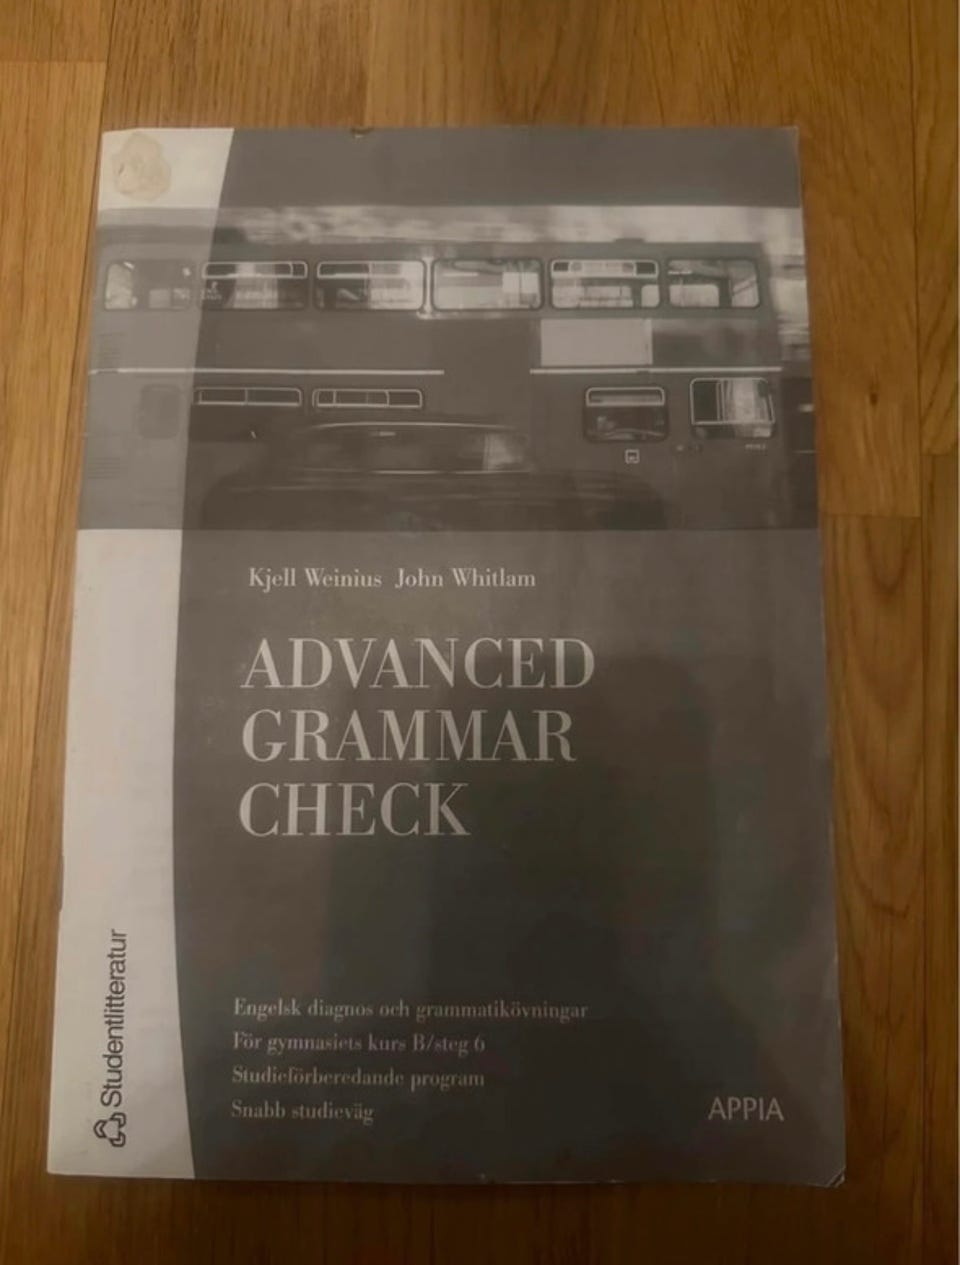 Kjell Weinius John Whitlam
ADVANCED
GRAMMAR
CHECK
Engelsk diagnos och grammatikövningar
För gymnasiets kurs B/steg 6
Studieförberedande program
Snabb studieväg
APPIA
Studentlitteratur